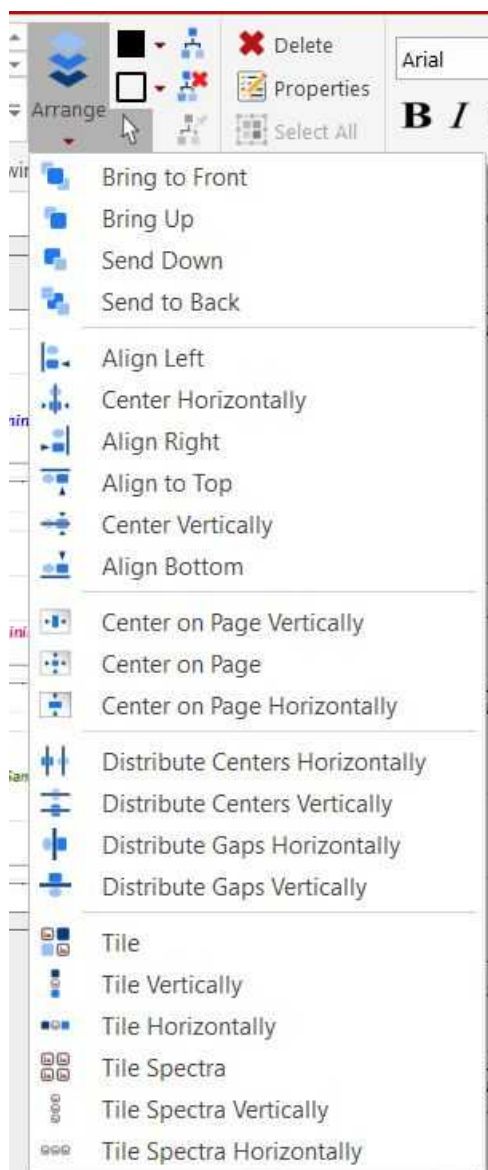 Arrange
Delete
Properties
Select All
Arial
B I
Bring to Front
Bring Up
Send Down
Send to Back
Align Left
Center Horizontally
Align Right
Align to Top
Center Vertically
Align Bottom
Center on Page Vertically
Center on Page
Center on Page Horizontally
Distribute Centers Horizontally
Distribute Centers Vertically
Distribute Gaps Horizontally
Distribute Gaps Vertically
Tile
Tile Vertically
Tile Horizontally
Tile Spectra
Tile Spectra Vertically
Tile Spectra Horizontally